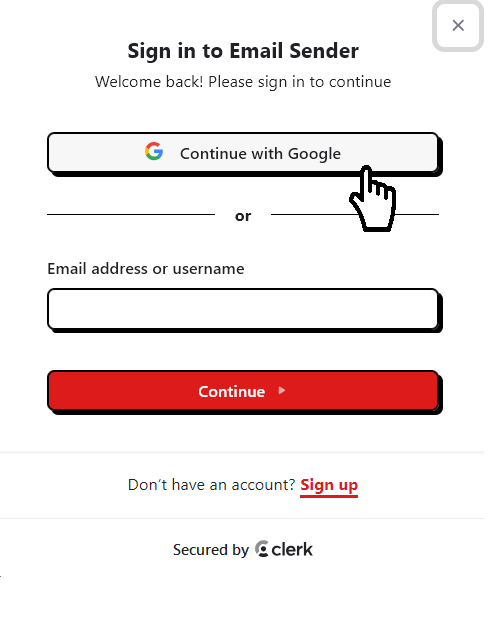 Sign in to Email Sender
Welcome back! Please sign in to continue
Continue with Google
or
Email address or username
Continue
Don’t have an account? Sign up
Secured by clerk